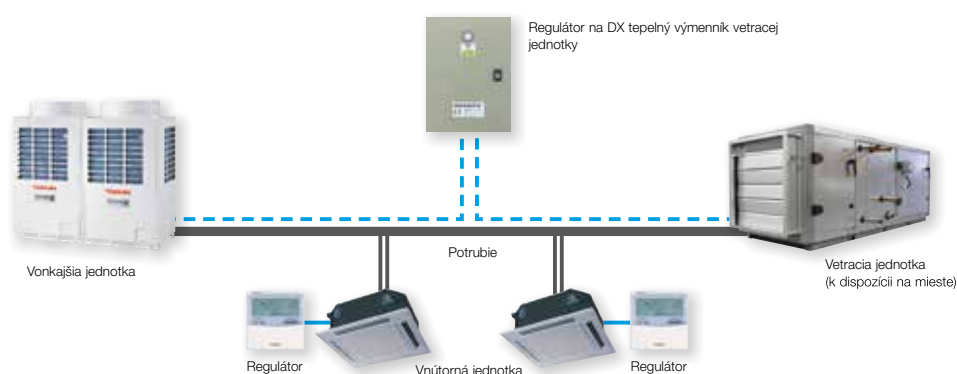 Regulátor na DX tepelný výmenník vetracej
jednotky
Vonkajšia jednotka
Potrubie
Vetracia jednotka
(k dispozícii na mieste)
Regulátor
Vnútorná jednotka
Regulátor